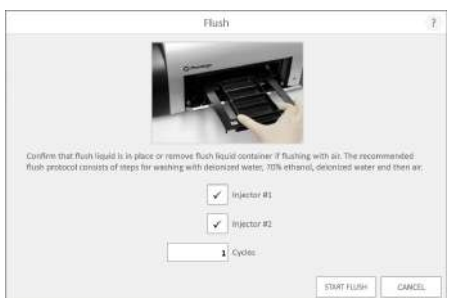 Flush
?
Confirm that flush liquid is in place or remove flush liquid container if flushing with air. The recommended
flush protocol consists of steps for washing with deionized water, 70% ethanol, deionized water and then air.
✓ Injector #1
✓ Injector #2
1 Cycles
START FLUSH CANCEL